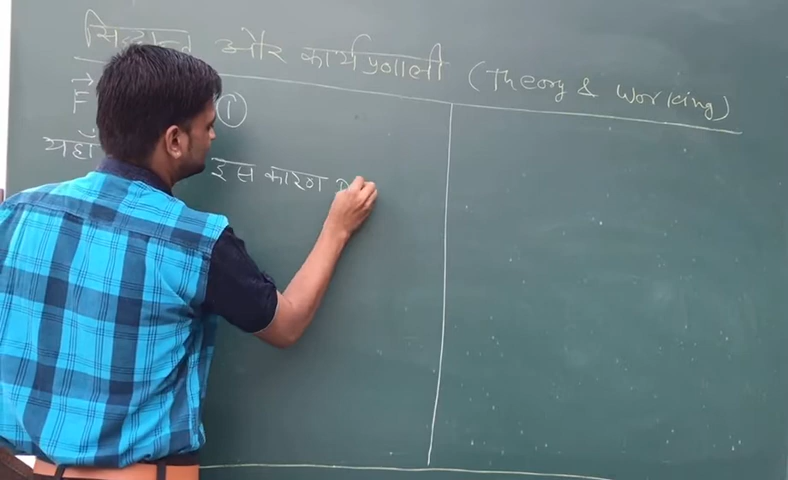 सिद्धान्त और कार्यप्रणाली (Theory & Working)
F ①
यहाँ इस कारण